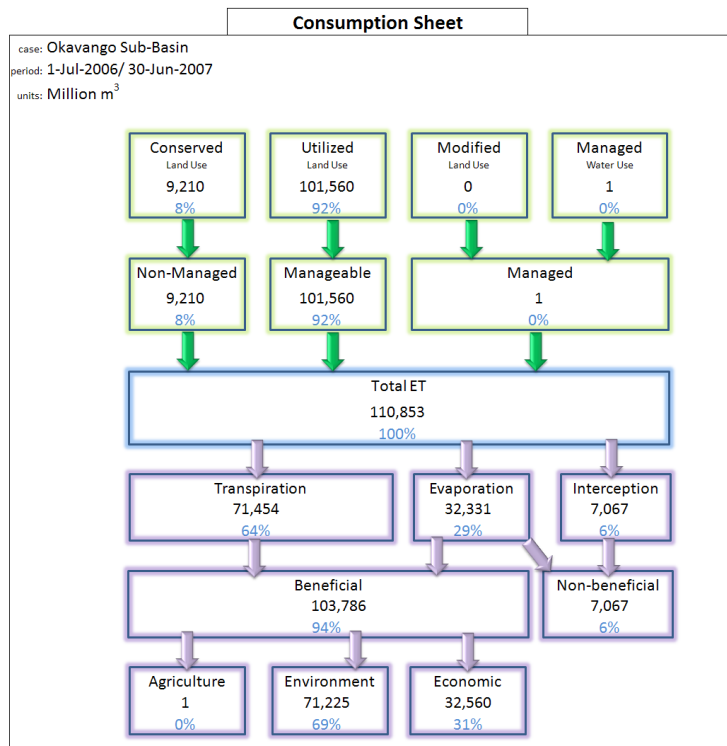 Consumption Sheet
case: Okavango Sub-Basin
period: 1-Jul-2006/ 30-Jun-2007
units: Million m³
Conserved
Land Use
9,210
8%
Utilized
Land Use
101,560
92%
Modified
Land Use
0
0%
Managed
Water Use
1
0%
Non-Managed
9,210
8%
Manageable
101,560
92%
Managed
1
0%
Total ET
110,853
100%
Transpiration
71,454
64%
Evaporation
32,331
29%
Interception
7,067
6%
Beneficial
103,786
94%
Non-beneficial
7,067
6%
Agriculture
1
0%
Environment
71,225
69%
Economic
32,560
31%